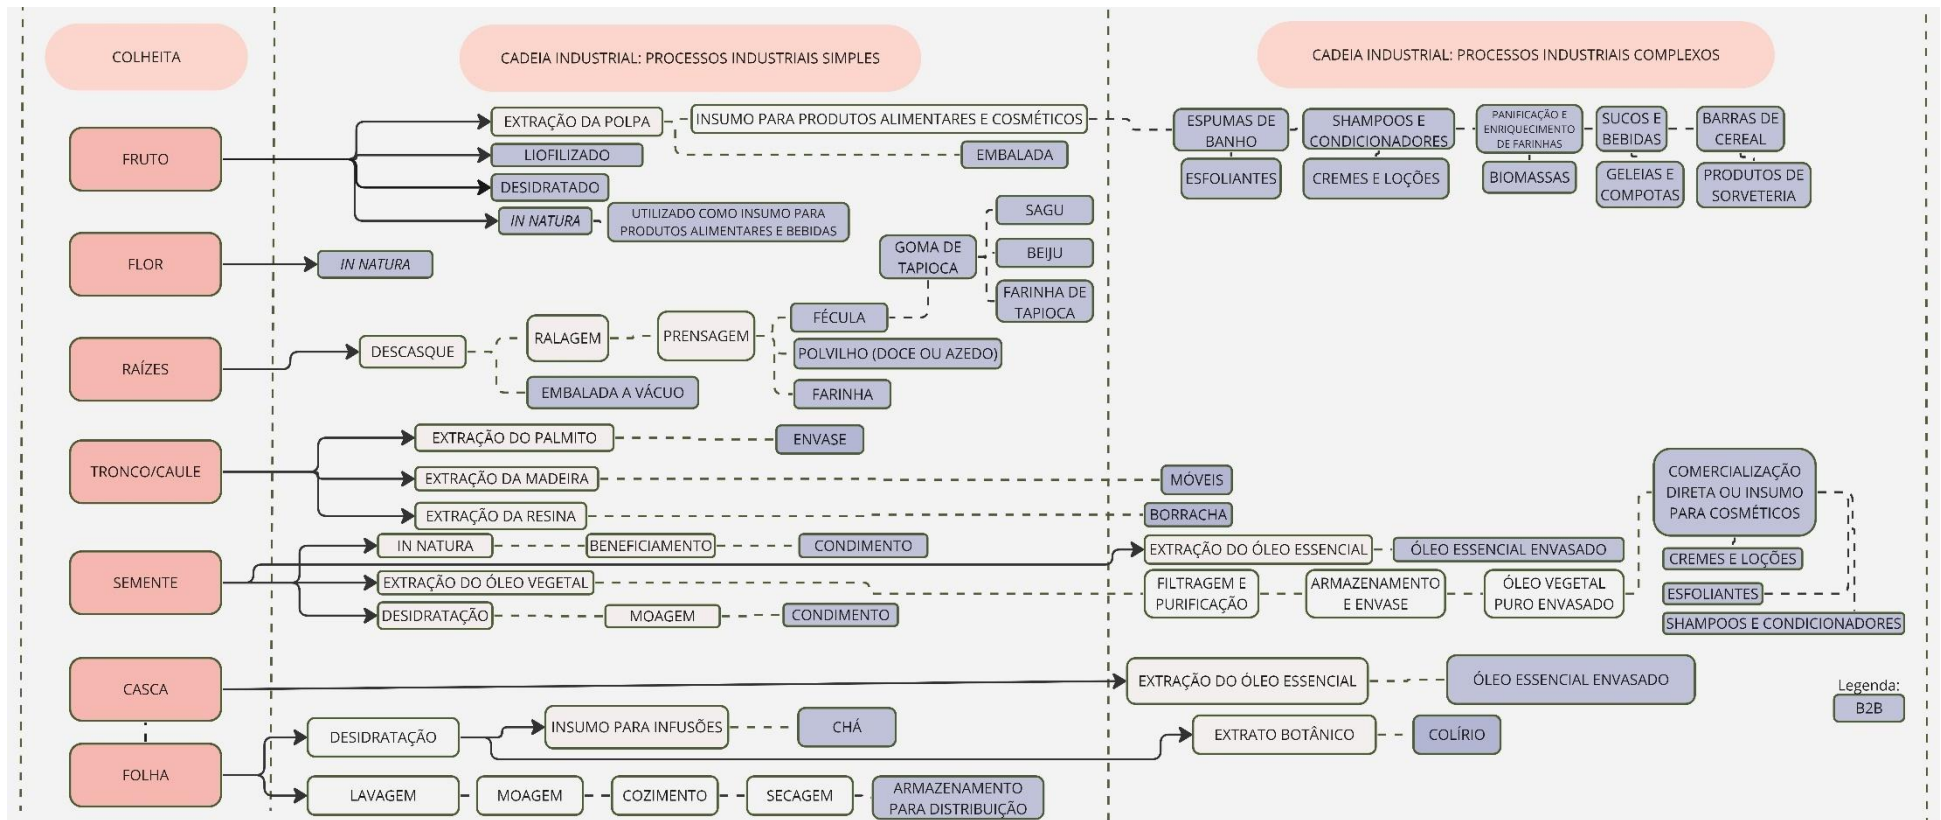 COLHEITA
CADEIA INDUSTRIAL: PROCESSOS INDUSTRIAIS SIMPLES
CADEIA INDUSTRIAL: PROCESSOS INDUSTRIAIS COMPLEXOS
FRUTO
EXTRAÇÃO DA POLPA
INSUMO PARA PRODUTOS ALIMENTARES E COSMÉTICOS
EMBALADA
LIOFILIZADO
DESIDRATADO
IN NATURA
UTILIZADO COMO INSUMO PARA
PRODUTOS ALIMENTARES E BEBIDAS
ESPUMAS DE
BANHO
SHAMPOOS E
CONDICIONADORES
PANIFICAÇÃO E
ENRIQUECIMENTO
DE FARINHAS
SUCOS E
BEBIDAS
BARRAS DE
CEREAL
ESFOLIANTES
CREMES E LOÇÕES
BIOMASSAS
GELEIAS E
COMPOTAS
PRODUTOS DE
SORVETERIA
FLOR
IN NATURA
RAÍZES
DESCASQUE
RALAGEM
PRENSAGEM
EMBALADA A VÁCUO
FÉCULA
POLVILHO (DOCE OU AZEDO)
FARINHA
GOMA DE
TAPIOCA
SAGU
BEIJU
FARINHA DE
TAPIOCA
TRONCO/CAULE
EXTRAÇÃO DO PALMITO
ENVASE
EXTRAÇÃO DA MADEIRA
MÓVEIS
EXTRAÇÃO DA RESINA
BORRACHA
SEMENTE
IN NATURA
BENEFICIAMENTO
CONDIMENTO
EXTRAÇÃO DO ÓLEO ESSENCIAL
ÓLEO ESSENCIAL ENVASADO
EXTRAÇÃO DO ÓLEO VEGETAL
FILTRAGEM E
PURIFICAÇÃO
ARMAZENAMENTO
E ENVASE
ÓLEO VEGETAL
PURO ENVASADO
COMERCIALIZAÇÃO
DIRETA OU INSUMO
PARA COSMÉTICOS
CREMES E LOÇÕES
ESFOLIANTES
SHAMPOOS E CONDICIONADORES
DESIDRATAÇÃO
MOAGEM
CONDIMENTO
CASCA
EXTRAÇÃO DO ÓLEO ESSENCIAL
ÓLEO ESSENCIAL ENVASADO
FOLHA
DESIDRATAÇÃO
INSUMO PARA INFUSÕES
CHÁ
EXTRATO BOTÂNICO
COLÍRIO
LAVAGEM
MOAGEM
COZIMENTO
SECAGEM
ARMAZENAMENTO
PARA DISTRIBUIÇÃO
Legenda:
B2B